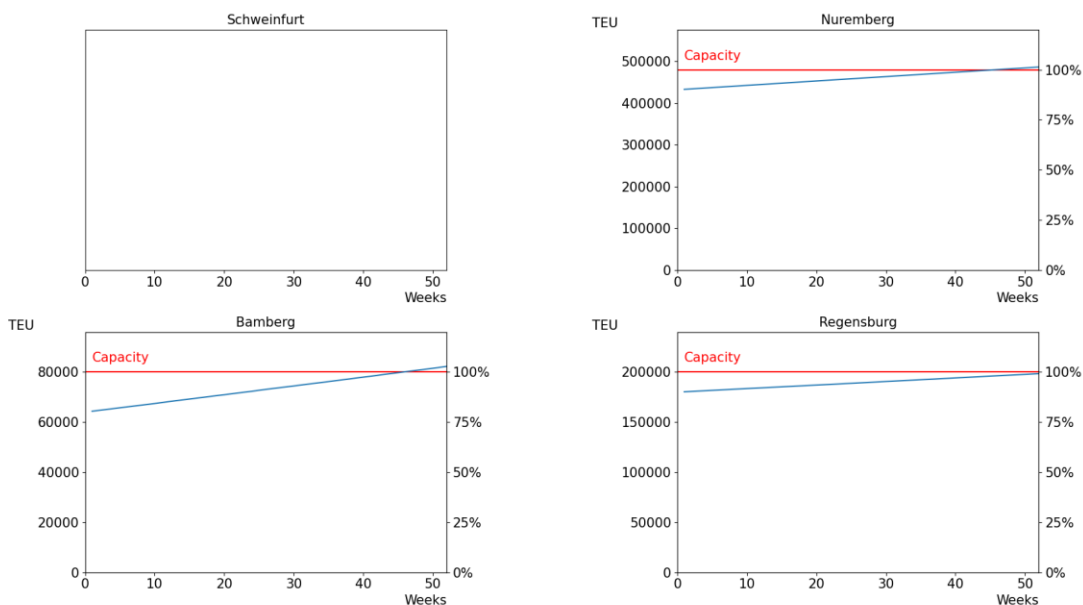 Schweinfurt
0 10 20 30 40 50
Weeks
TEU
Nuremberg
Capacity
500000
400000
300000
200000
100000
0
100%
75%
50%
25%
0%
0 10 20 30 40 50
Weeks
TEU
Bamberg
Capacity
80000
60000
40000
20000
0
100%
75%
50%
25%
0%
0 10 20 30 40 50
Weeks
TEU
Regensburg
Capacity
200000
150000
100000
50000
0
100%
75%
50%
25%
0%
0 10 20 30 40 50
Weeks